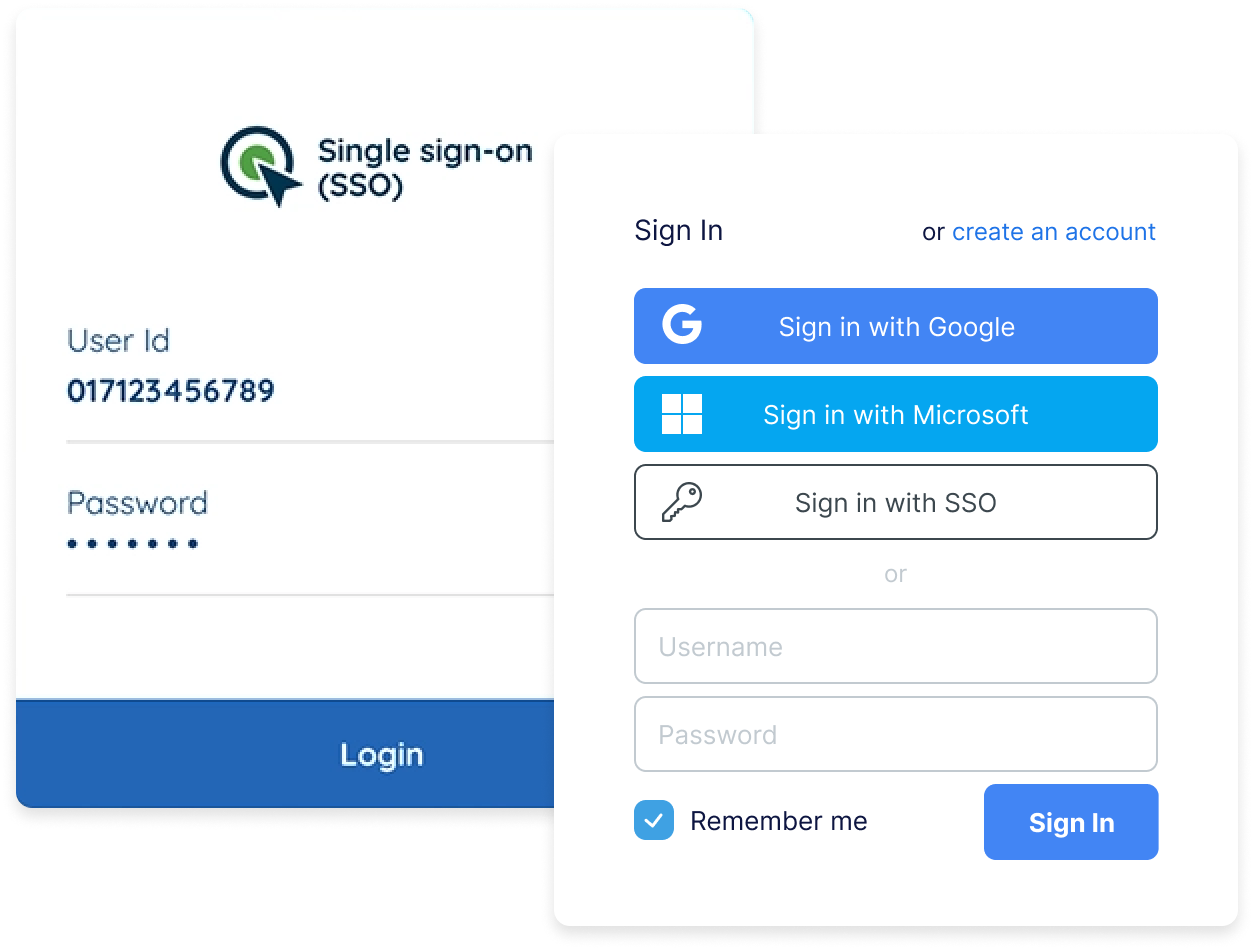 Single sign-on
(SSO)
User Id
017123456789
Password
Login
Sign In
or create an account
Sign in with Google
Sign in with Microsoft
Sign in with SSO
or
Username
Password
Remember me
Sign In